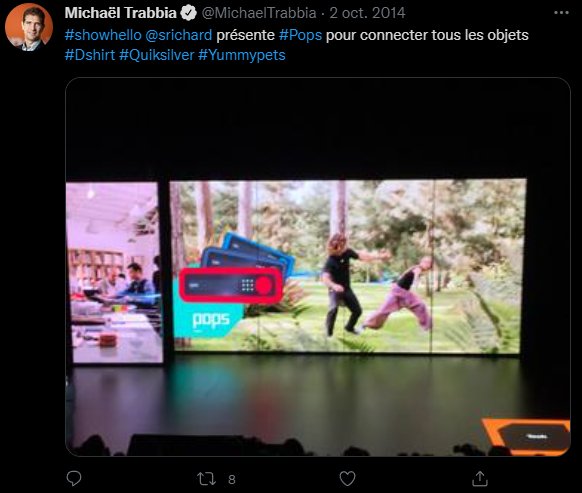 Michaël Trabbia @MichaelTrabbia · 2 oct. 2014
#showhello @srichard présente #Pops pour connecter tous les objets
#Dshirt #Quiksilver #Yummypets
pops
8